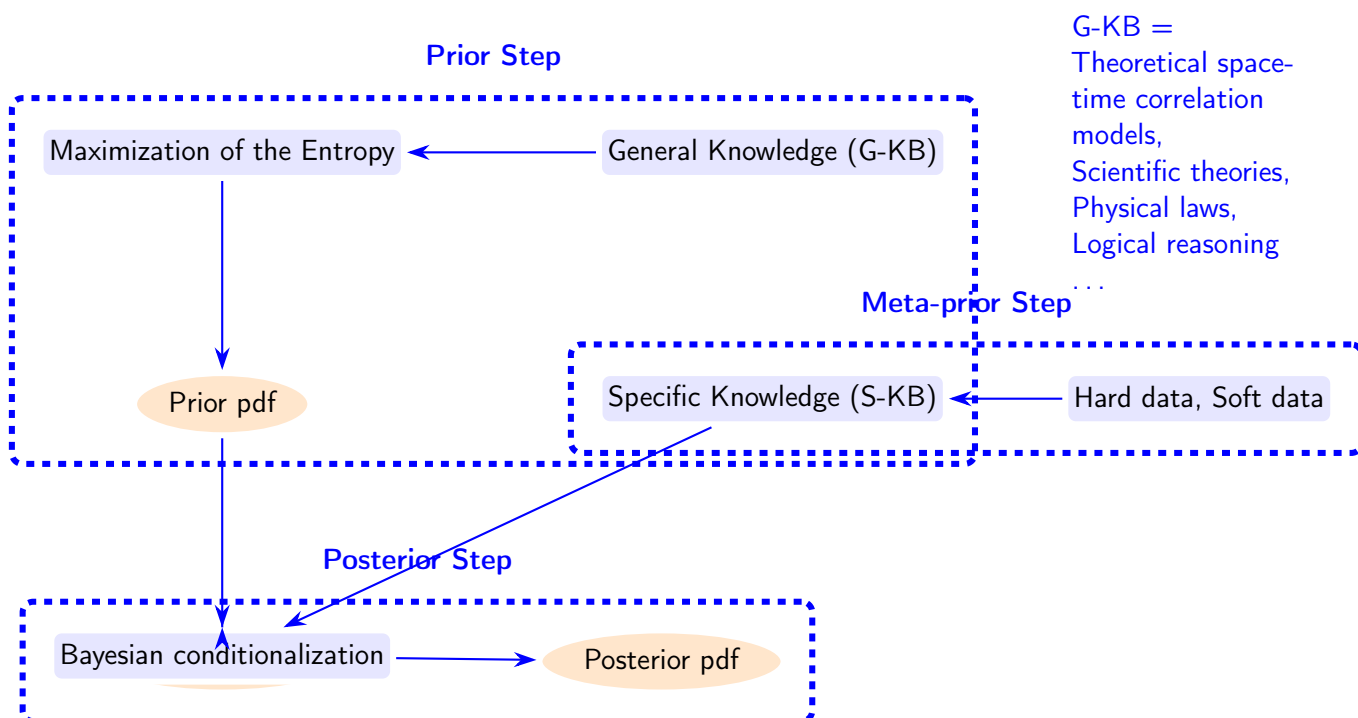 Prior Step
G-KB =
Theoretical space-
time correlation
models,
Scientific theories,
Physical laws,
Logical reasoning
...
Maximization of the Entropy
General Knowledge (G-KB)
Meta-prior Step
Prior pdf
Specific Knowledge (S-KB)
Hard data, Soft data
Posterior Step
Bayesian conditionalization
Posterior pdf